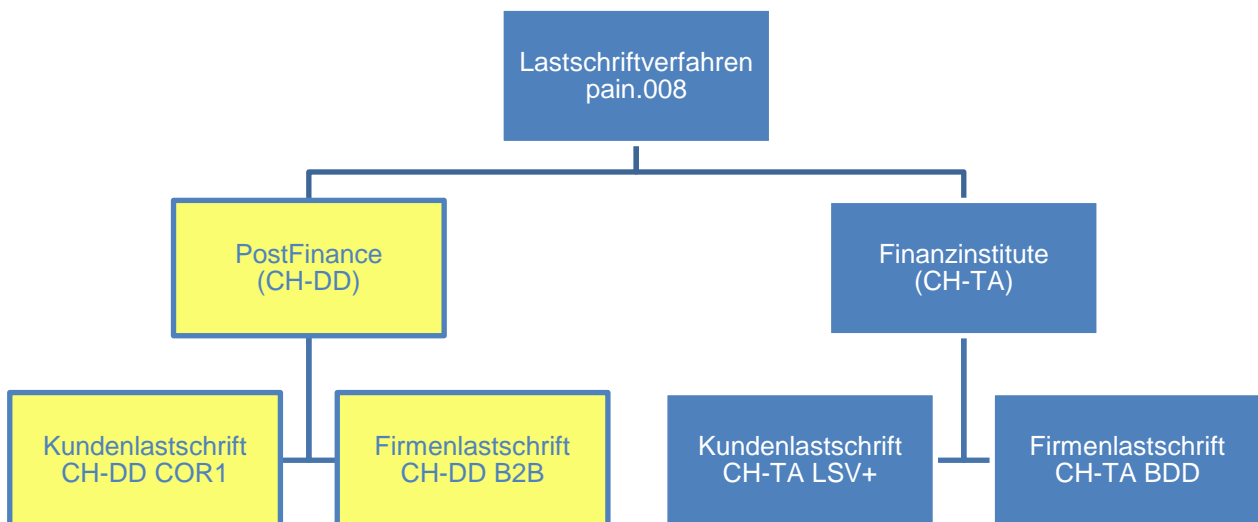 Lastschriftverfahren
pain.008
PostFinance
(CH-DD)
Finanzinstitute
(CH-TA)
Kundenlastschrift
CH-DD COR1
Firmenlastschrift
CH-DD B2B
Kundenlastschrift
CH-TA LSV+
Firmenlastschrift
CH-TA BDD